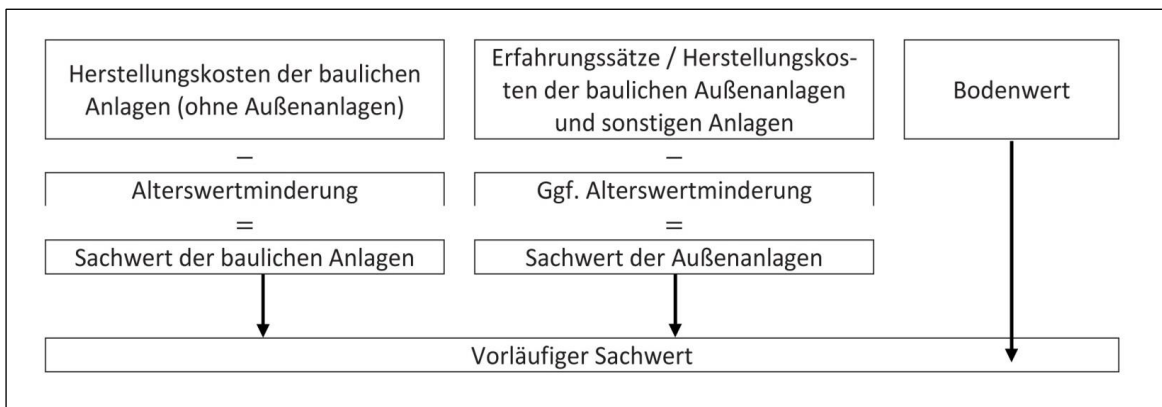 Herstellungskosten der baulichen
Anlagen (ohne Außenanlagen)
–
Alterswertminderung
=
Sachwert der baulichen Anlagen
Erfahrungssätze / Herstellungskos-
ten der baulichen Außenanlagen
und sonstigen Anlagen
–
Ggf. Alterswertminderung
=
Sachwert der Außenanlagen
Bodenwert
Vorläufiger Sachwert